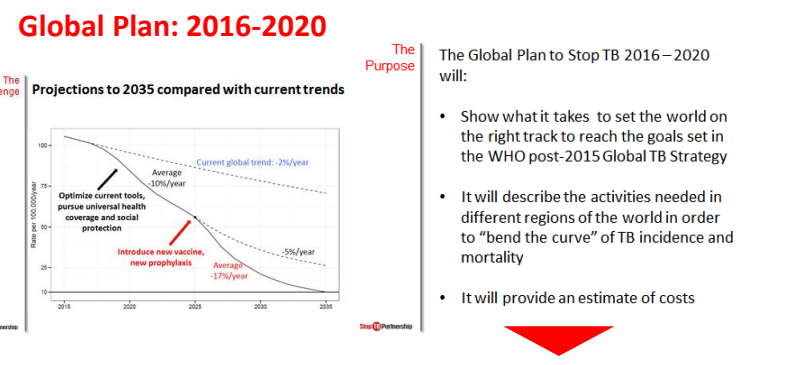 Global Plan: 2016-2020
The
enge
Projections to 2035 compared with current trends
Rate per 100,000/year
100
75
50
25
10
2015
2020
2025
2030
2035
Current global trend: -2%/year
Average
-10%/year
Optimize current tools,
pursue universal health
coverage and social
protection
Introduce new vaccine,
new prophylaxis
-5%/year
Average
-17%/year
nership
Stop TB Partnership
The
Purpose
The Global Plan to Stop TB 2016–2020
will:
• Show what it takes to set the world on
the right track to reach the goals set in
the WHO post-2015 Global TB Strategy
• It will describe the activities needed in
different regions of the world in order
to “bend the curve” of TB incidence and
mortality
• It will provide an estimate of costs